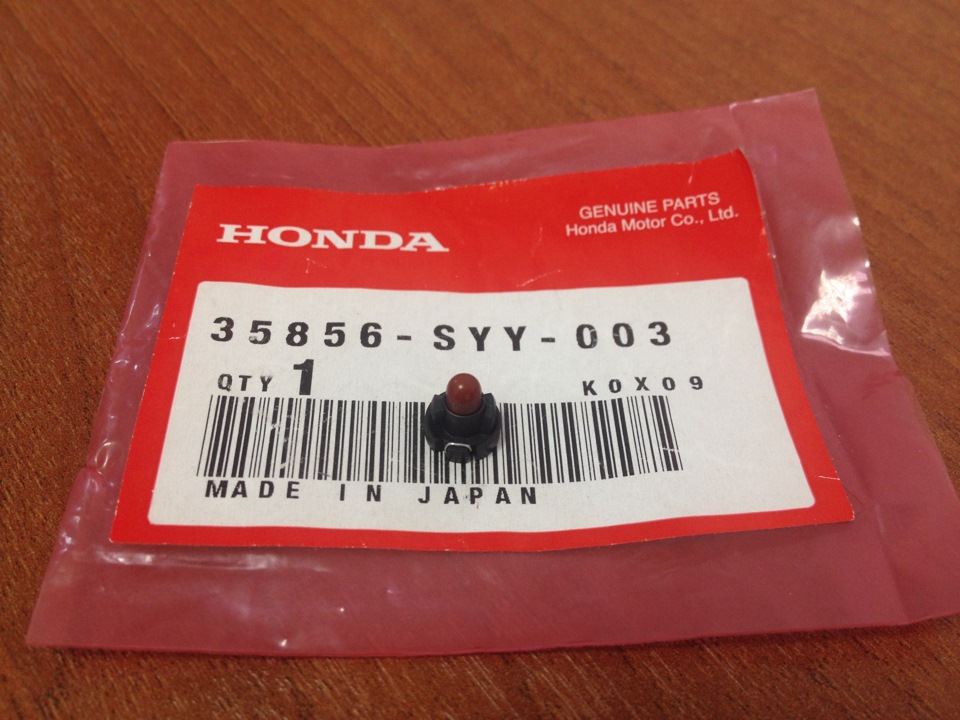 HONDA
GENUINE PARTS
Honda Motor Co., Ltd.
35856-SYY-003
QTY 1
K0X09
MADE IN JAPAN